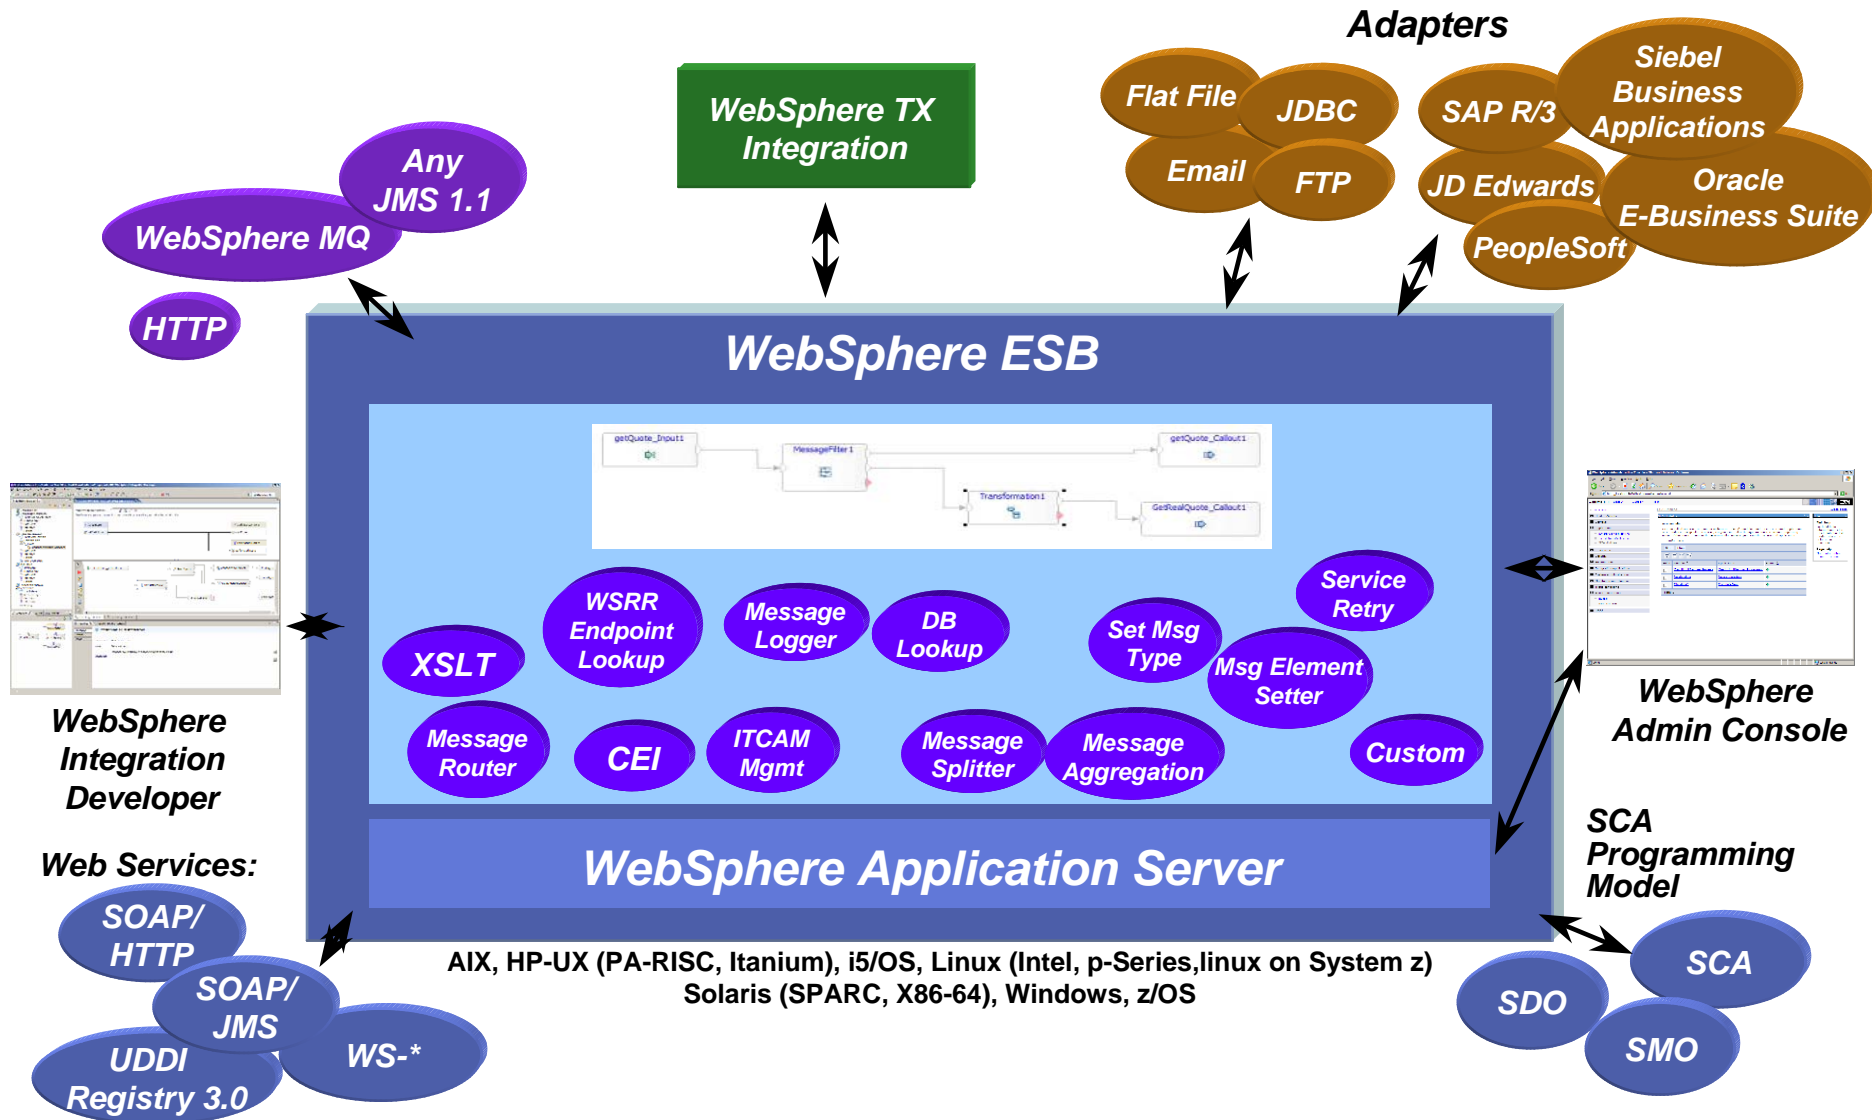 Adapters
WebSphere TX
Integration
Flat File
JDBC
Email
FTP
SAP R/3
Siebel
Business
Applications
JD Edwards
Oracle
E-Business Suite
PeopleSoft
Any
JMS 1.1
WebSphere MQ
HTTP
WebSphere ESB
getQuote_Input1
MessageFilter1
getQuote_Callout1
Transformation1
GetRealQuote_Callout1
XSLT
WSRR
Endpoint
Lookup
Message
Logger
DB
Lookup
Set Msg
Type
Msg Element
Setter
Service
Retry
Message
Router
CEI
ITCAM
Mgmt
Message
Splitter
Message
Aggregation
Custom
WebSphere Application Server
WebSphere
Integration
Developer
WebSphere
Admin Console
Web Services:
SOAP/
HTTP
SOAP/
JMS
UDDI
Registry 3.0
WS-*
AIX, HP-UX (PA-RISC, Itanium), i5/OS, Linux (Intel, p-Series,linux on System z)
Solaris (SPARC, X86-64), Windows, z/OS
SCA
Programming
Model
SCA
SDO
SMO